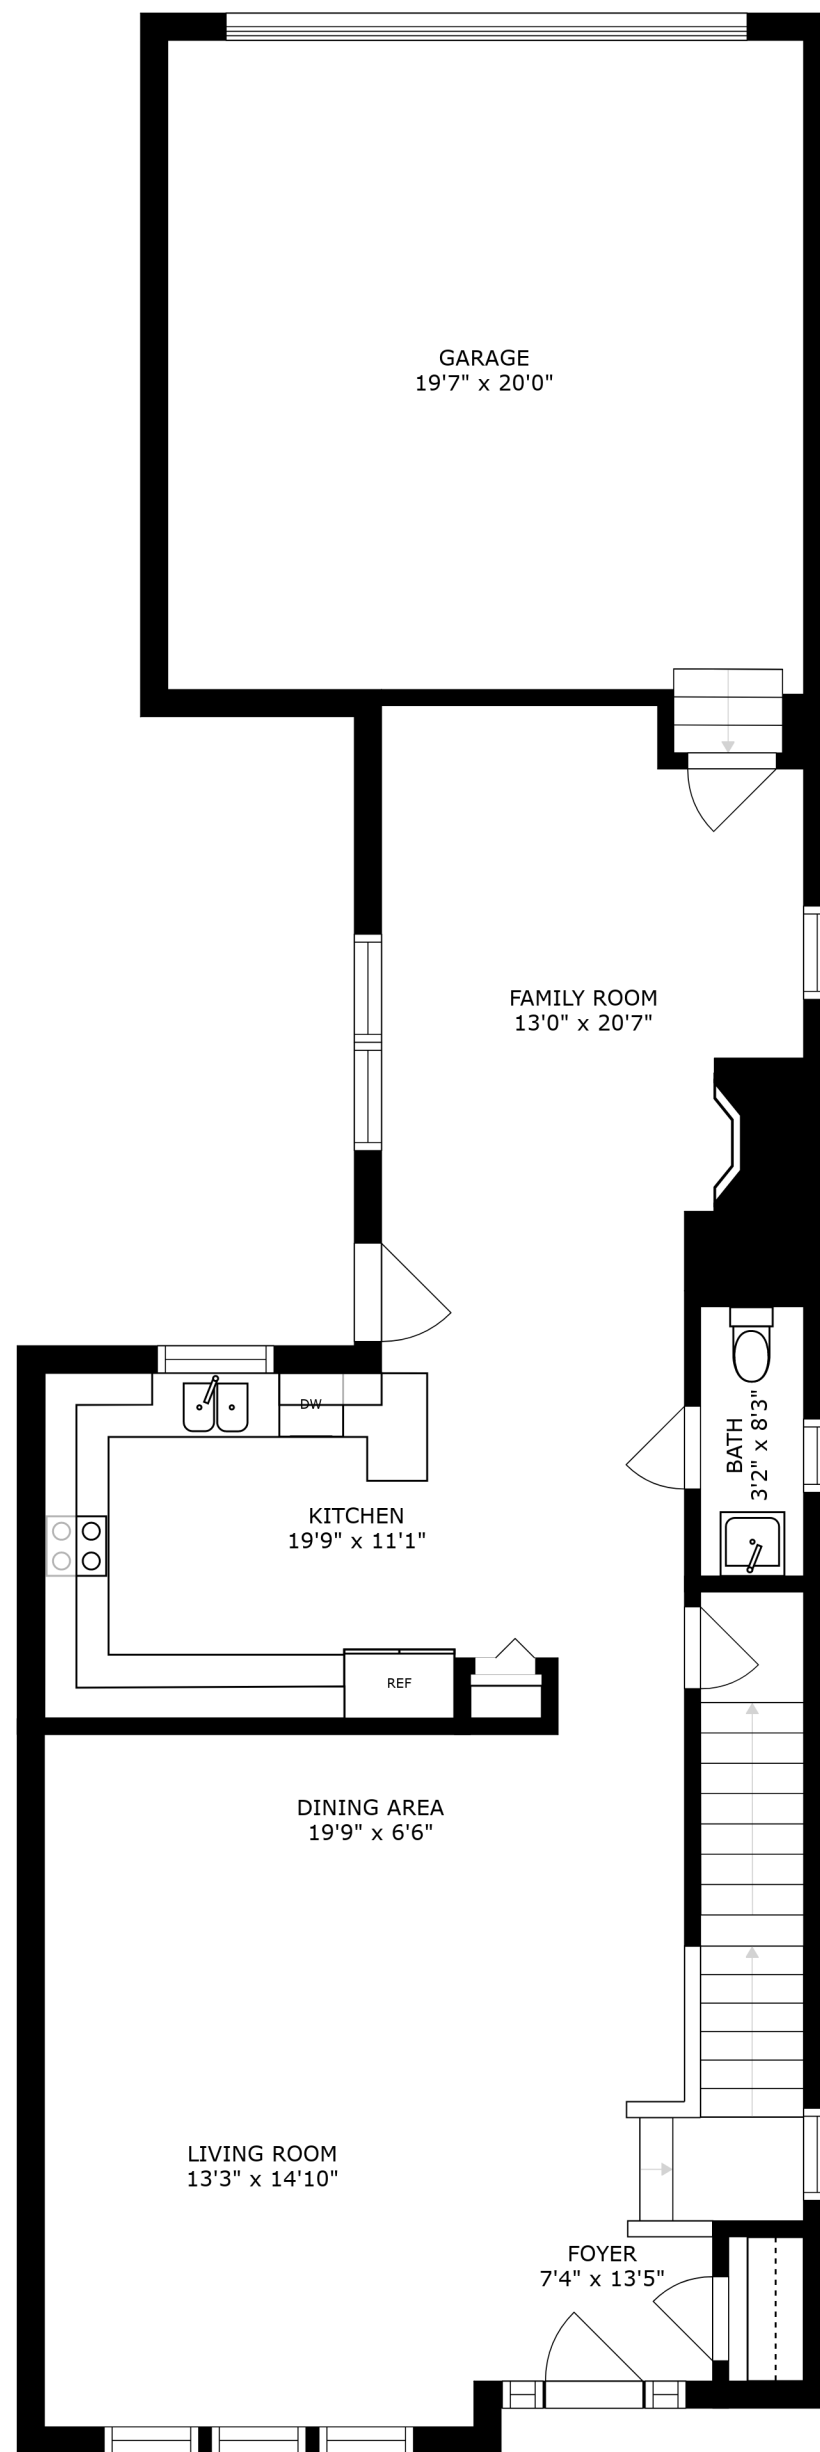 GARAGE
19'7" x 20'0"
FAMILY ROOM
13'0" x 20'7"
DW
BATH
3'2" x 8'3"
KITCHEN
19'9" x 11'1"
REF
DINING AREA
19'9" x 6'6"
LIVING ROOM
13'3" x 14'10"
FOYER
7'4" x 13'5"